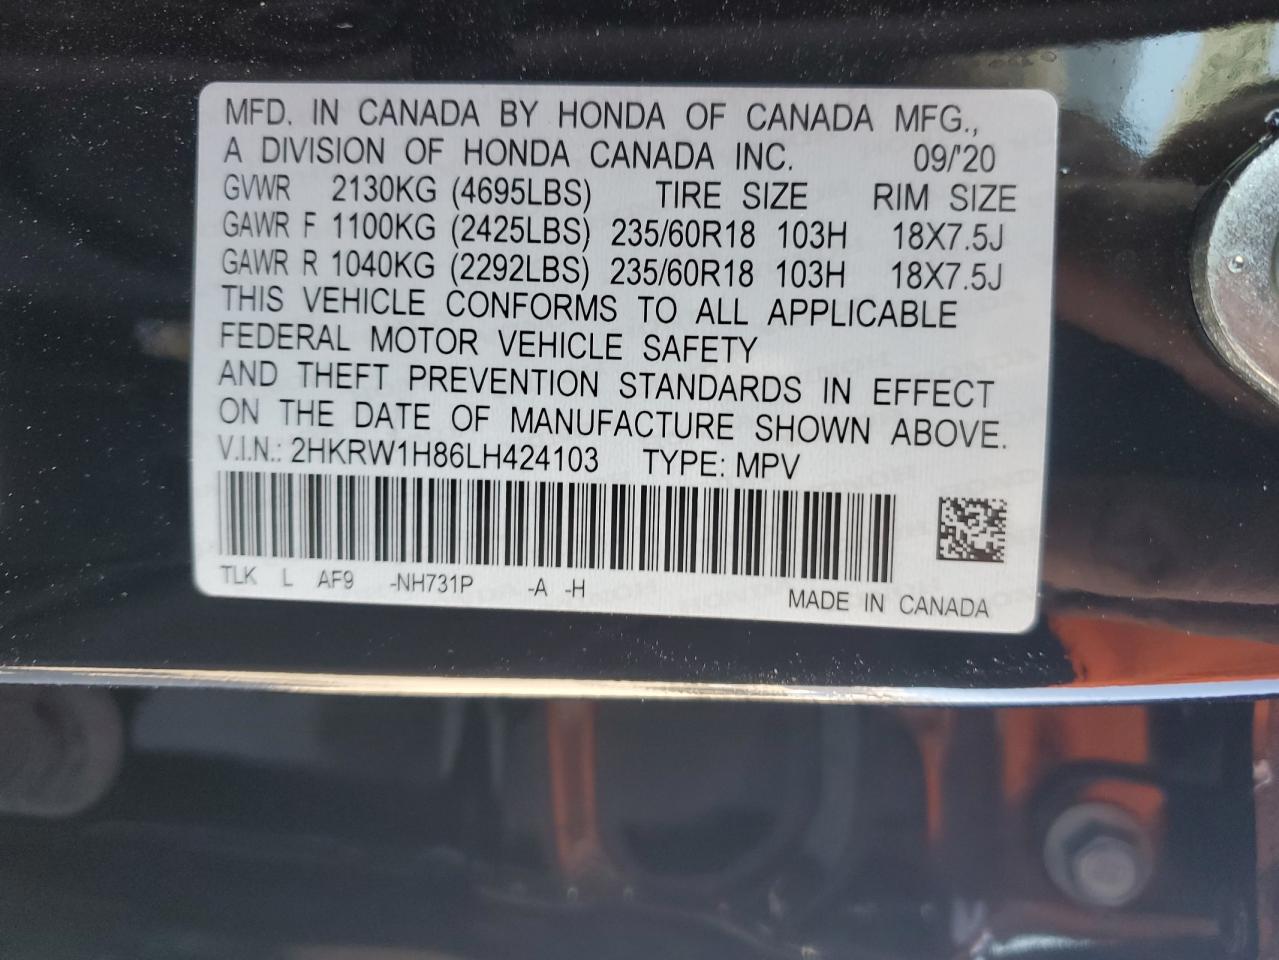 MFD. IN CANADA BY HONDA OF CANADA MFG.,
A DIVISION OF HONDA CANADA INC. 09/'20
GVWR 2130KG (4695LBS) TIRE SIZE RIM SIZE
GAWR F 1100KG (2425LBS) 235/60R18 103H 18X7.5J
GAWR R 1040KG (2292LBS) 235/60R18 103H 18X7.5J
THIS VEHICLE CONFORMS TO ALL APPLICABLE
FEDERAL MOTOR VEHICLE SAFETY
AND THEFT PREVENTION STANDARDS IN EFFECT
ON THE DATE OF MANUFACTURE SHOWN ABOVE.
V.I.N.: 2HKRW1H86LH424103 TYPE: MPV
TLK L AF9 -NH731P -A -H
MADE IN CANADA